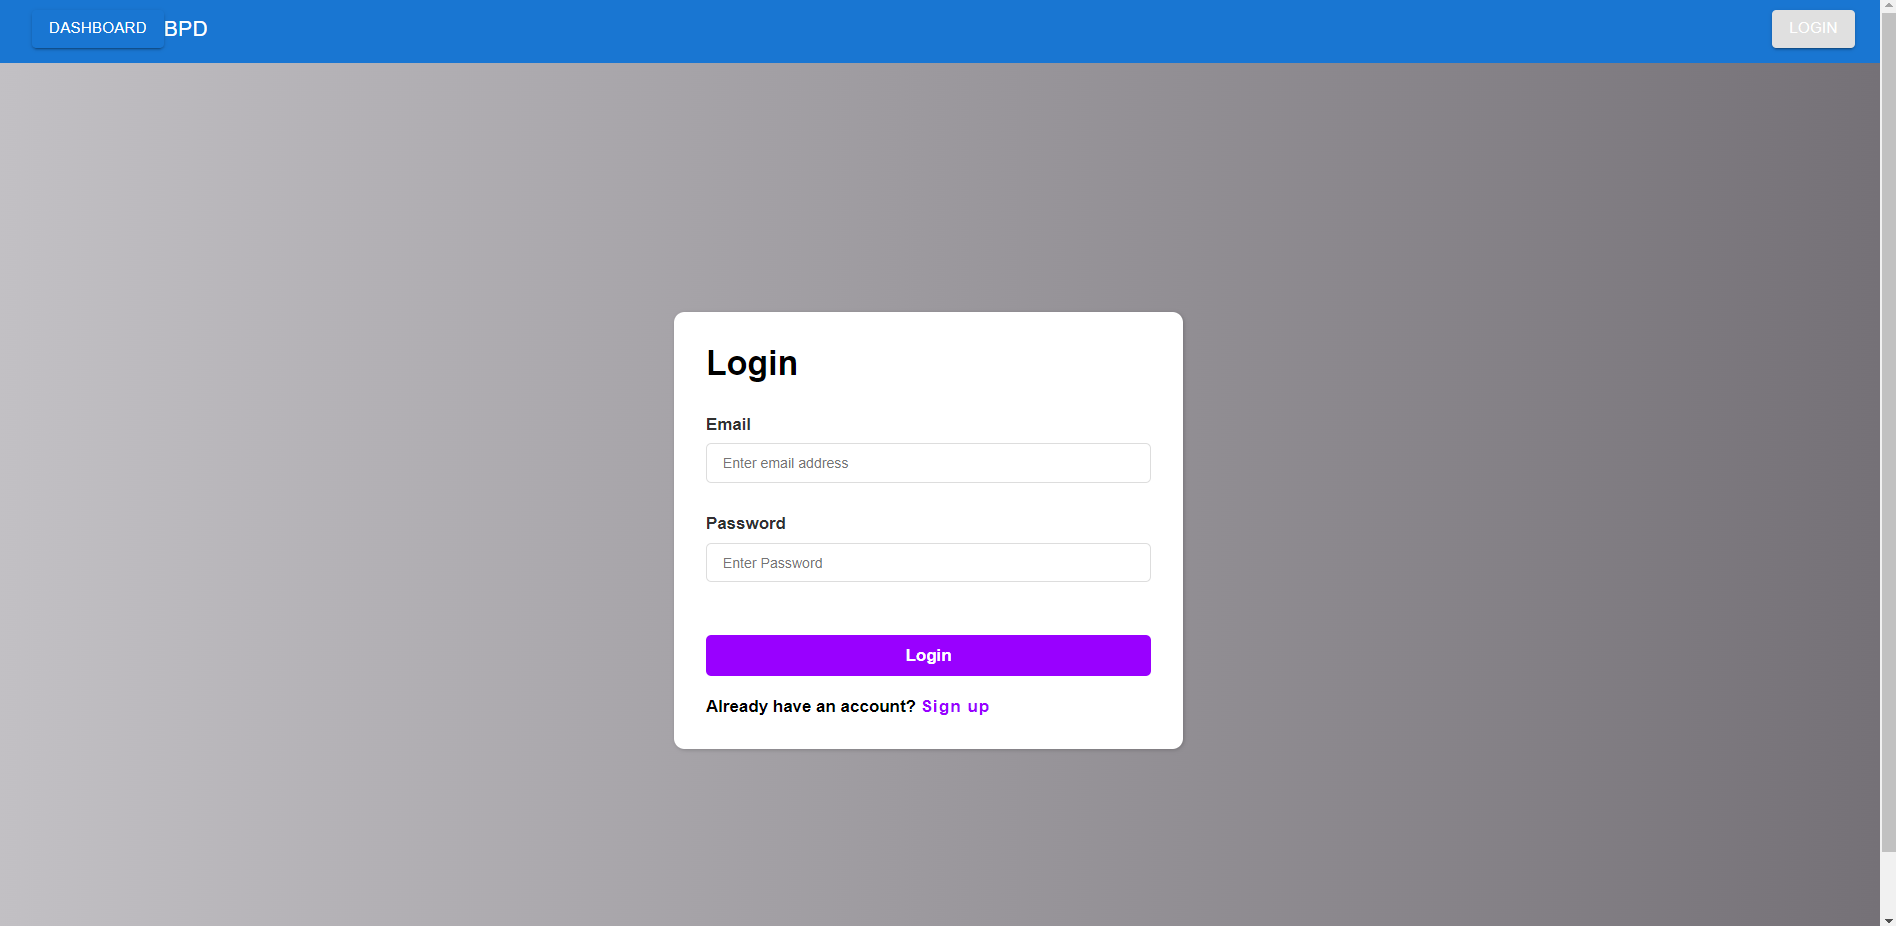 DASHBOARD BPD LOGIN
Login
Email
Enter email address
Password
Enter Password
Login
Already have an account? Sign up